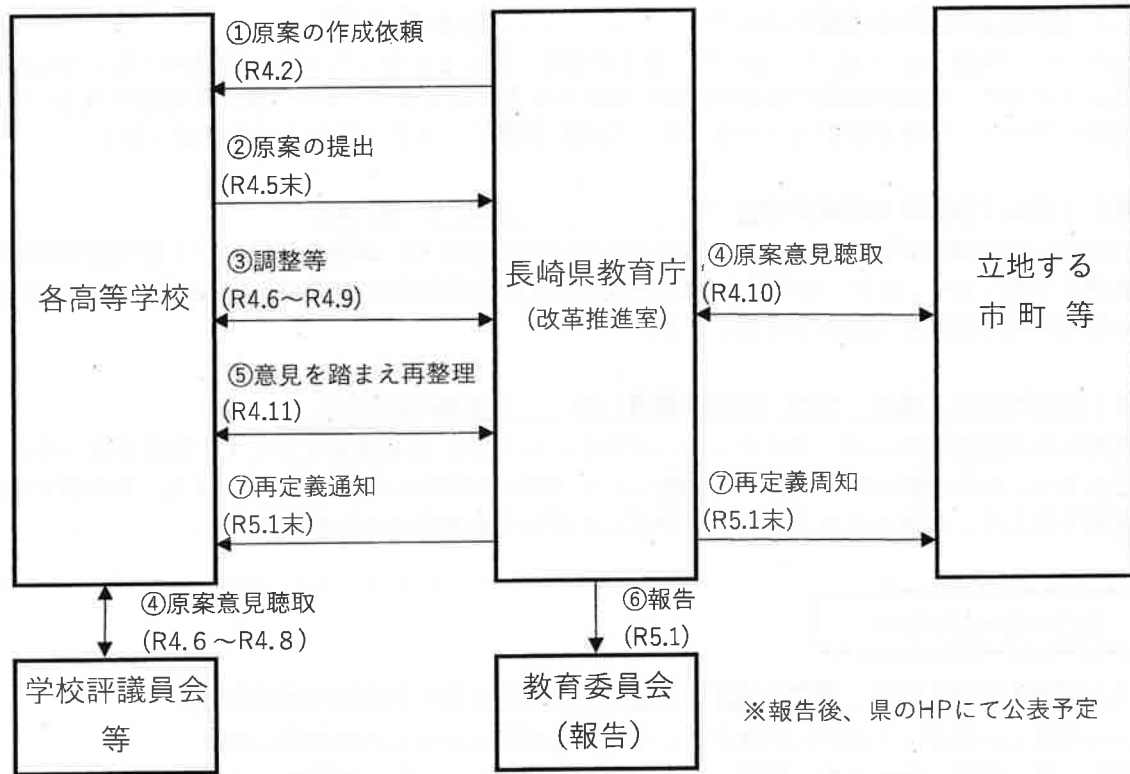 ①原案の作成依頼
(R4.2)
②原案の提出
(R4.5末)
③調整等
(R4.6～R4.9)
④原案意見聴取
(R4.10)
各高等学校
長崎県教育庁
(改革推進室)
立地する
市町 等
⑤意見を踏まえ再整理
(R4.11)
⑦再定義通知
(R5.1末)
⑦再定義周知
(R5.1末)
④原案意見聴取
(R4.6～R4.8)
⑥報告
(R5.1)
学校評議員会
等
教育委員会
(報告)
※報告後、県のHPにて公表予定